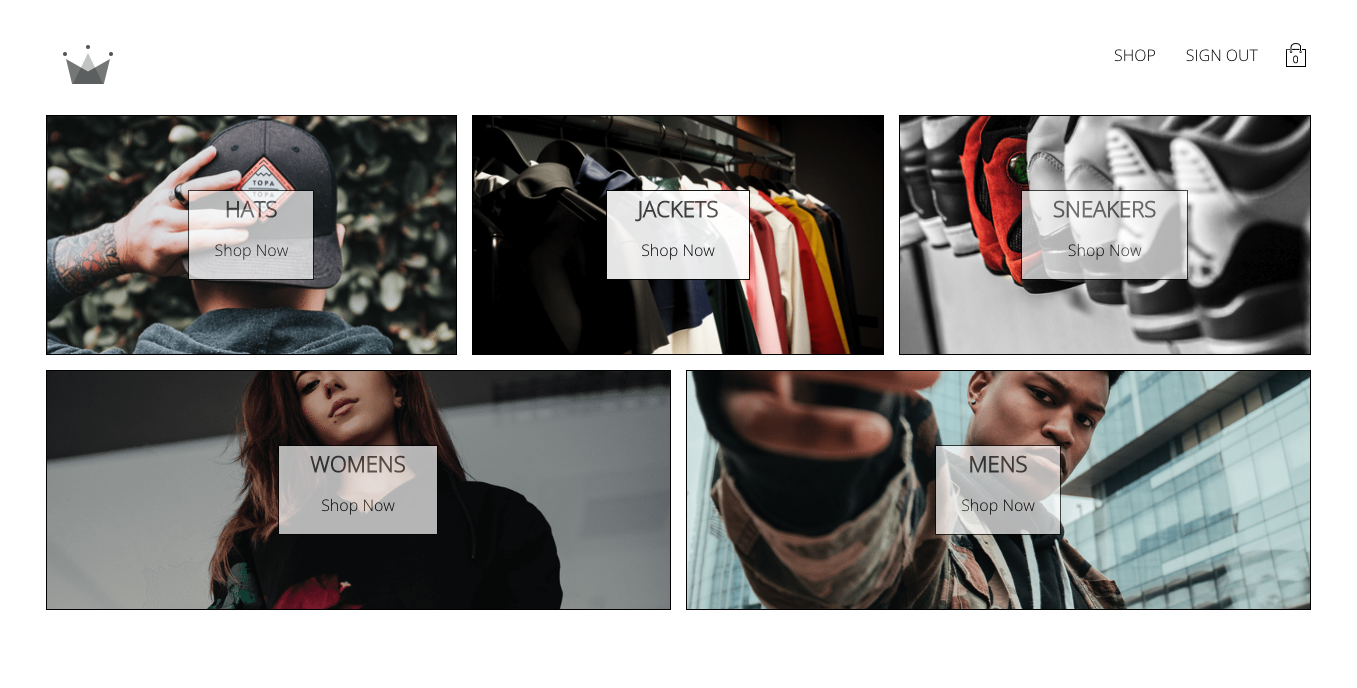 SHOP
SIGN OUT
0
TOPA
TOPA
HATS
Shop Now
JACKETS
Shop Now
SNEAKERS
Shop Now
WOMENS
Shop Now
MENS
Shop Now